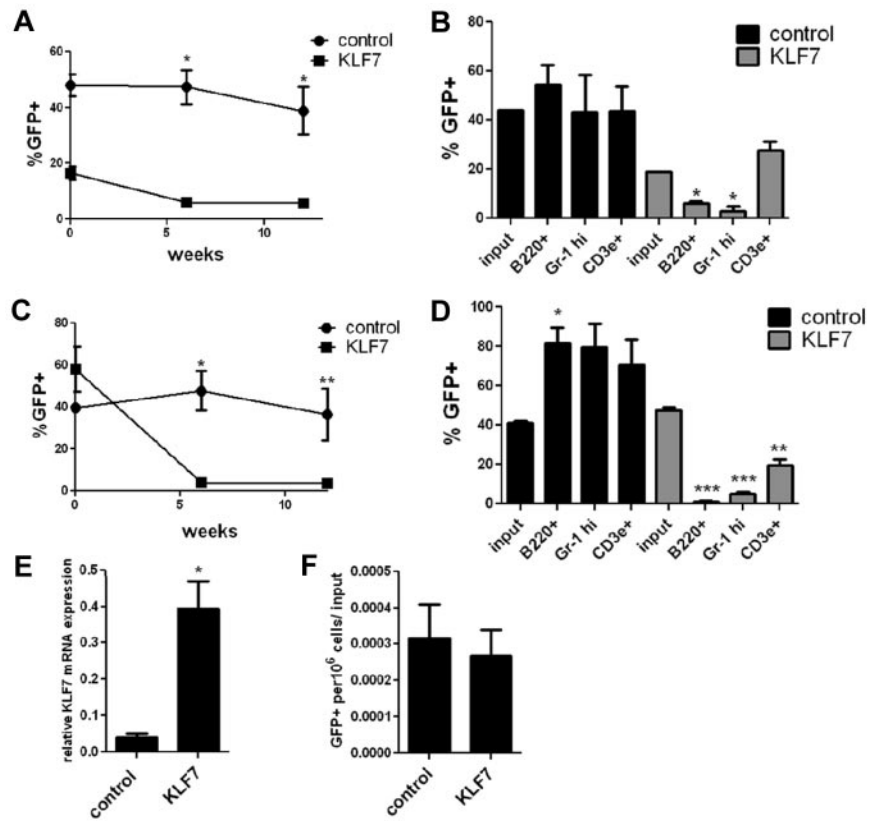 A
control
KLF7
60
40
20
0
%GFP+
*
*
0
5
10
weeks
B
control
KLF7
80
60
40
20
0
% GFP+
*
*
input
B220+
Gr-1 hi
CD3e+
input
B220+
Gr-1 hi
CD3e+
C
control
KLF7
80
60
40
20
0
%GFP+
*
**
0
5
10
weeks
D
control
KLF7
100
80
60
40
20
0
% GFP+
*
***
***
**
input
B220+
Gr-1 hi
CD3e+
input
B220+
Gr-1 hi
CD3e+
E
relative KLF7 mRNA expression
0.5
0.4
0.3
0.2
0.1
0.0
*
control
KLF7
F
GFP+ per10⁶ cells/ input
0.0005
0.0004
0.0003
0.0002
0.0001
0.0000
control
KLF7